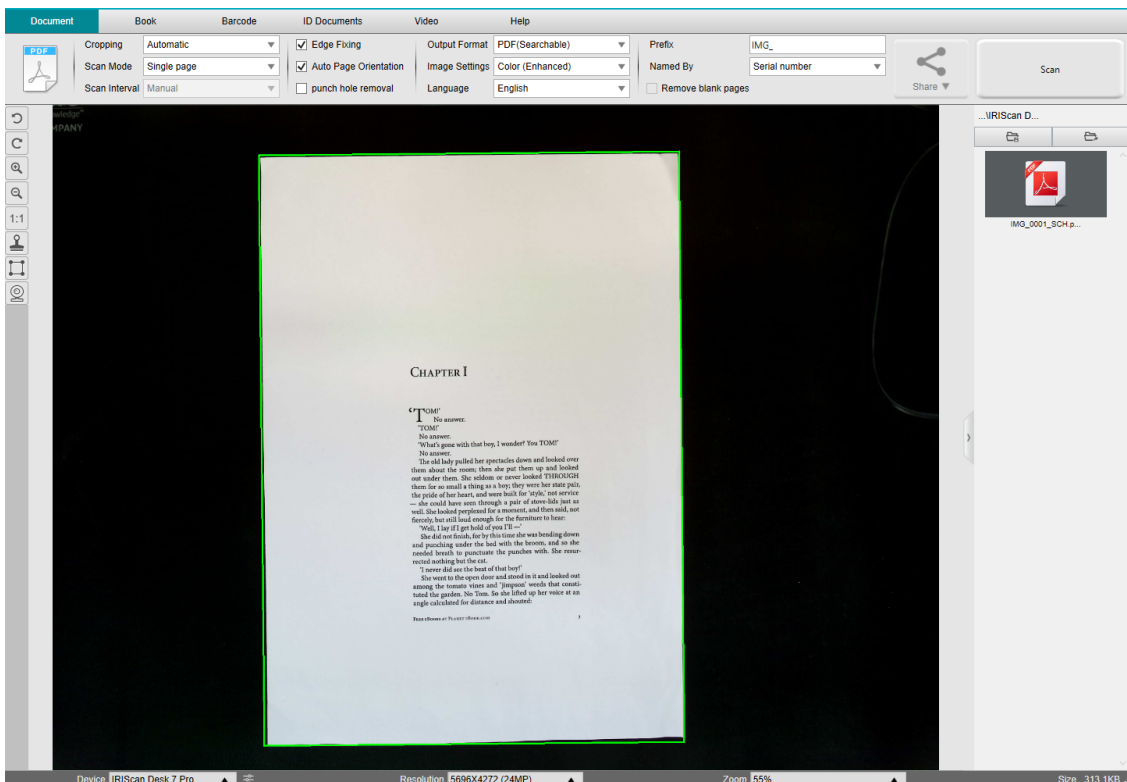 Document Book Barcode ID Documents Video Help
PDF
Cropping Automatic
Scan Mode Single page
Scan Interval Manual
Edge Fixing
Auto Page Orientation
punch hole removal
Output Format PDF(Searchable)
Image Settings Color (Enhanced)
Language English
Prefix IMG_
Named By Serial number
Remove blank pages
Share
Scan
1:1
CHAPTER I
‘TOM!’
No answer.
‘TOM!’
No answer.
‘What’s gone with that boy, I wonder? You TOM!’
No answer.
The old lady pulled her spectacles down and looked over
them about the room; then she put them up and looked
out under them. She seldom or never looked THROUGH
them for so small a thing as a boy; they were her state pair,
the pride of her heart, and were built for ‘style,’ not service
— she could have seen through a pair of stove-lids just as
well. She looked perplexed for a moment, and then said, not
fiercely, but still loud enough for the furniture to hear:
‘Well, I lay if I get hold of you I’ll —’
She did not finish, for by this time she was bending down
and punching under the bed with the broom, and so she
needed breath to punctuate the punches with. She resur-
rected nothing but the cat.
‘I never did see the beat of that boy!’
She went to the open door and stood in it and looked out
among the tomato vines and ‘jimpson’ weeds that consti-
tuted the garden. No Tom. So she lifted up her voice at an
angle calculated for distance and shouted:
FREE EBOOKS AT PLANET EBOOK.COM
...\IRIScan D...
PDF
IMG_0001_SCH.p...
Device IRIScan Desk 7 Pro Resolution 5696X4272 (24MP) Zoom 55% Size 313.1KB